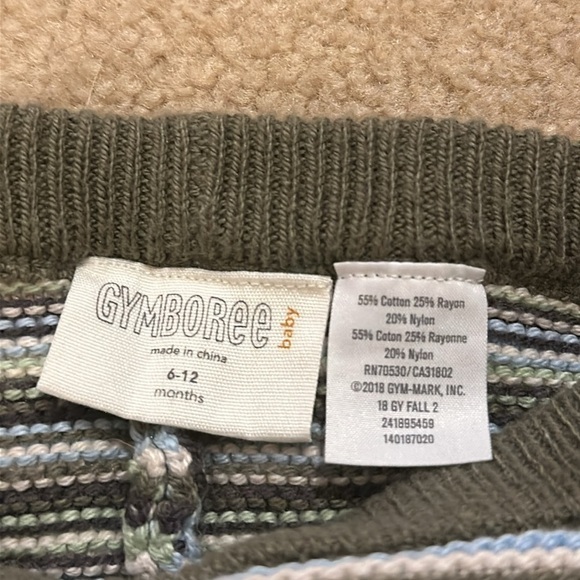 GYMBOREE baby
made in china
6-12
months
55% Cotton 25% Rayon
20% Nylon
55% Coton 25% Rayonne
20% Nylon
RN70530/CA31802
©2018 GYM-MARK, INC.
18 GY FALL 2
241895459
140187020